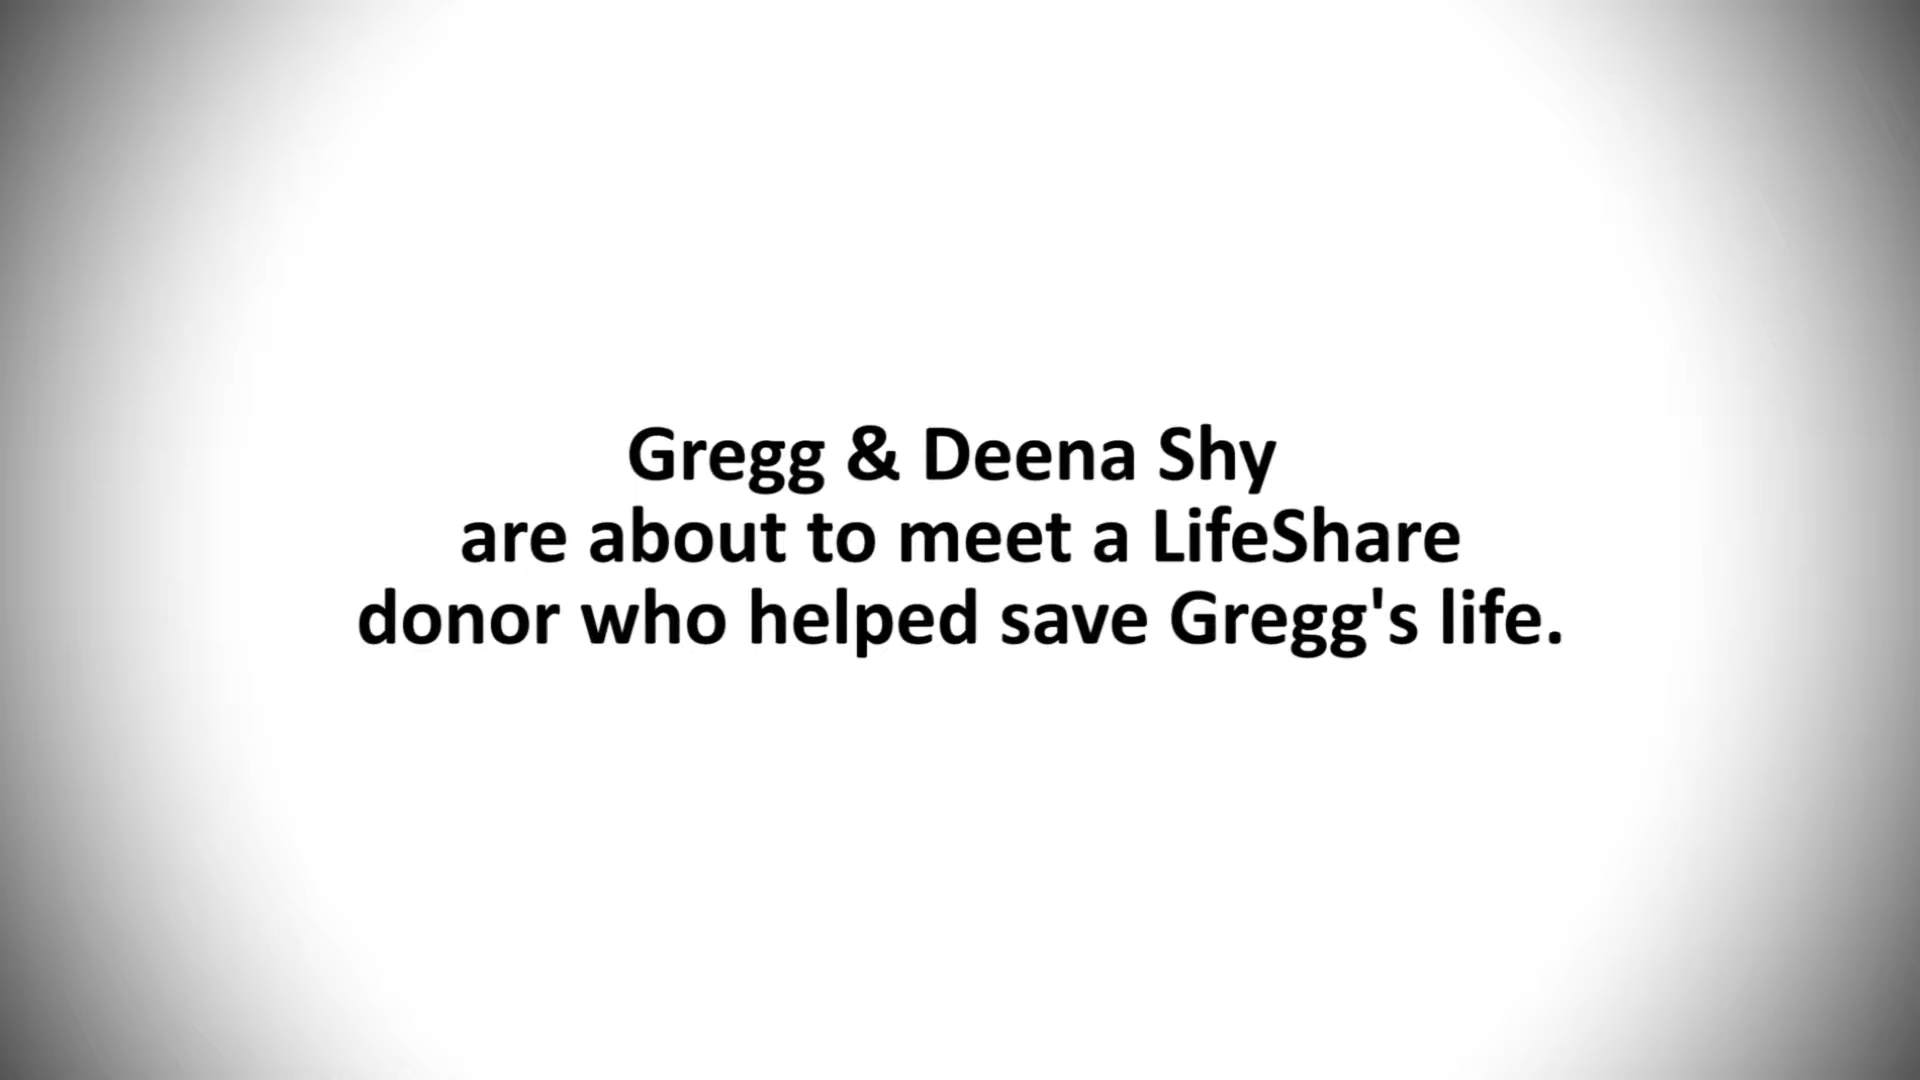 Gregg & Deena Shy
are about to meet a LifeShare
donor who helped save Gregg's life.